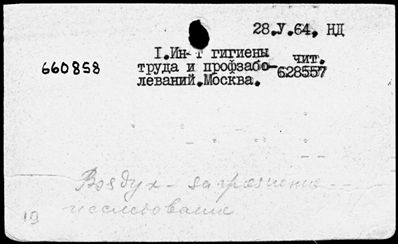 28.V.64. НД
I.Ин-т гигиены чит.
660858 труда и профзабо- 628557
леваний.Москва.
Воздух - загрязнение -
исследование
19